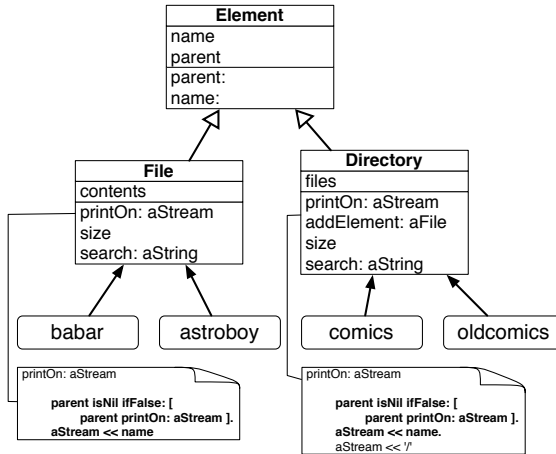 Element
name
parent
parent:
name:
File
contents
printOn: aStream
size
search: aString
Directory
files
printOn: aStream
addElement: aFile
size
search: aString
babar
astroboy
comics
oldcomics
printOn: aStream
parent isNil ifFalse: [
parent printOn: aStream ].
aStream << name
printOn: aStream
parent isNil ifFalse: [
parent printOn: aStream ].
aStream << name.
aStream << '/'